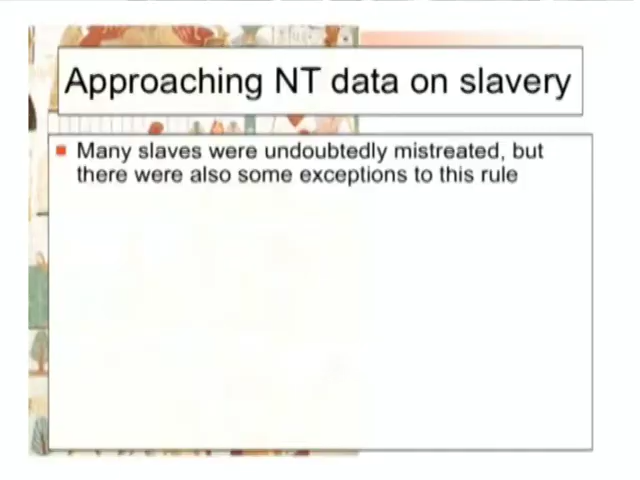 Approaching NT data on slavery
Many slaves were undoubtedly mistreated, but
there were also some exceptions to this rule